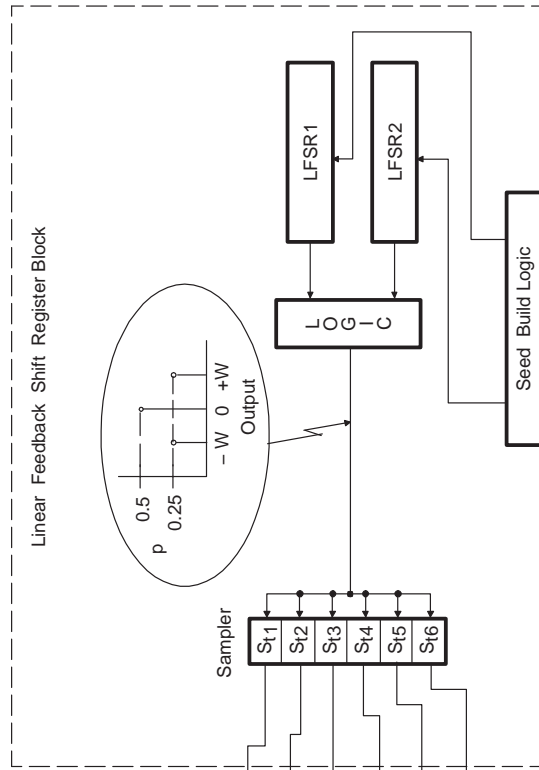 Linear Feedback Shift Register Block
p
0.5
0.25
– W 0 +W
Output
LFSR1
LFSR2
LOGIC
Sampler
St1
St2
St3
St4
St5
St6
Seed Build Logic